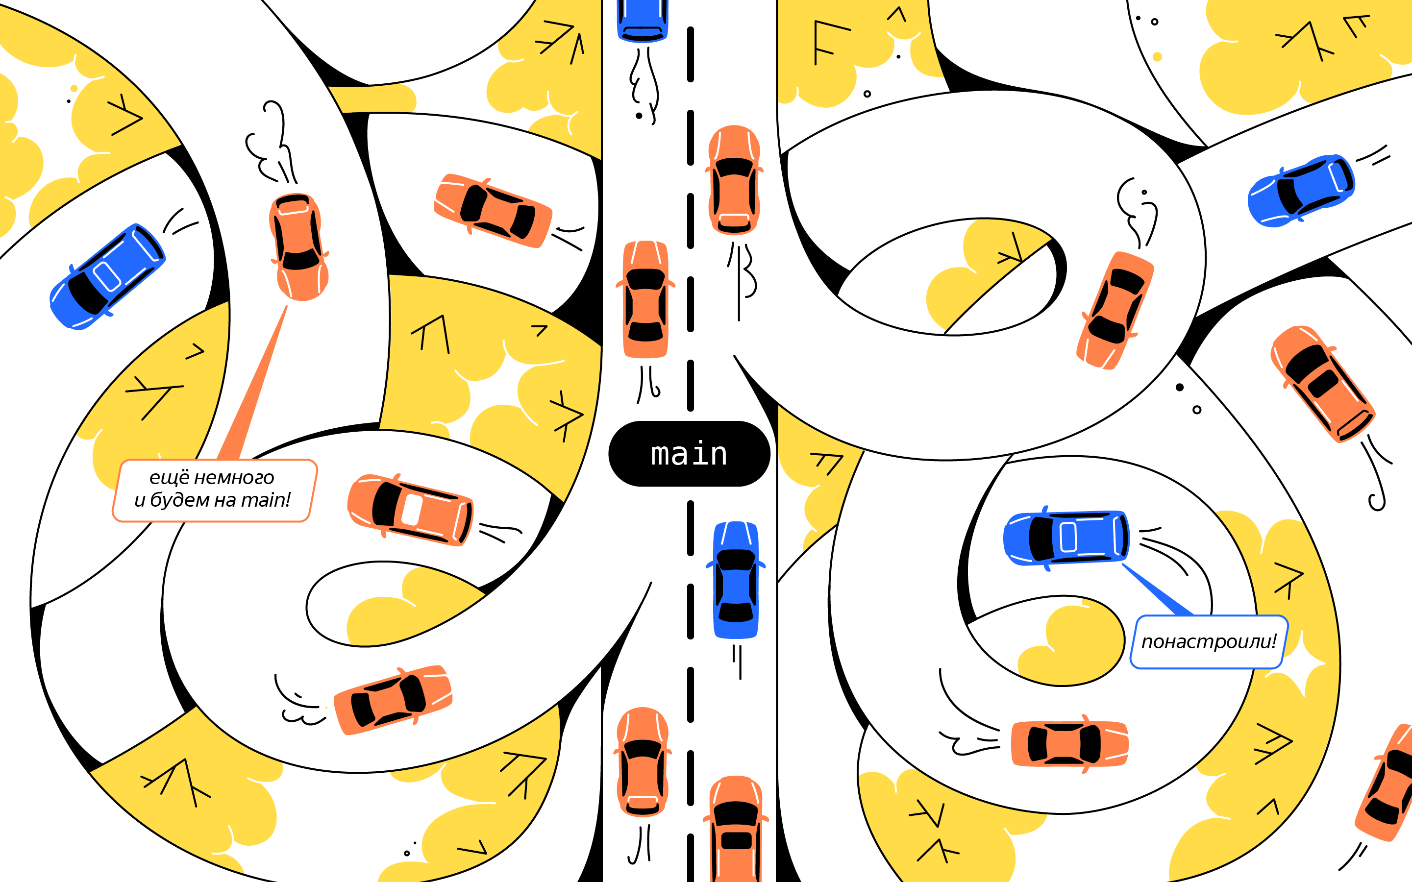 main
ещё немного
и будем на main!
понастроили!